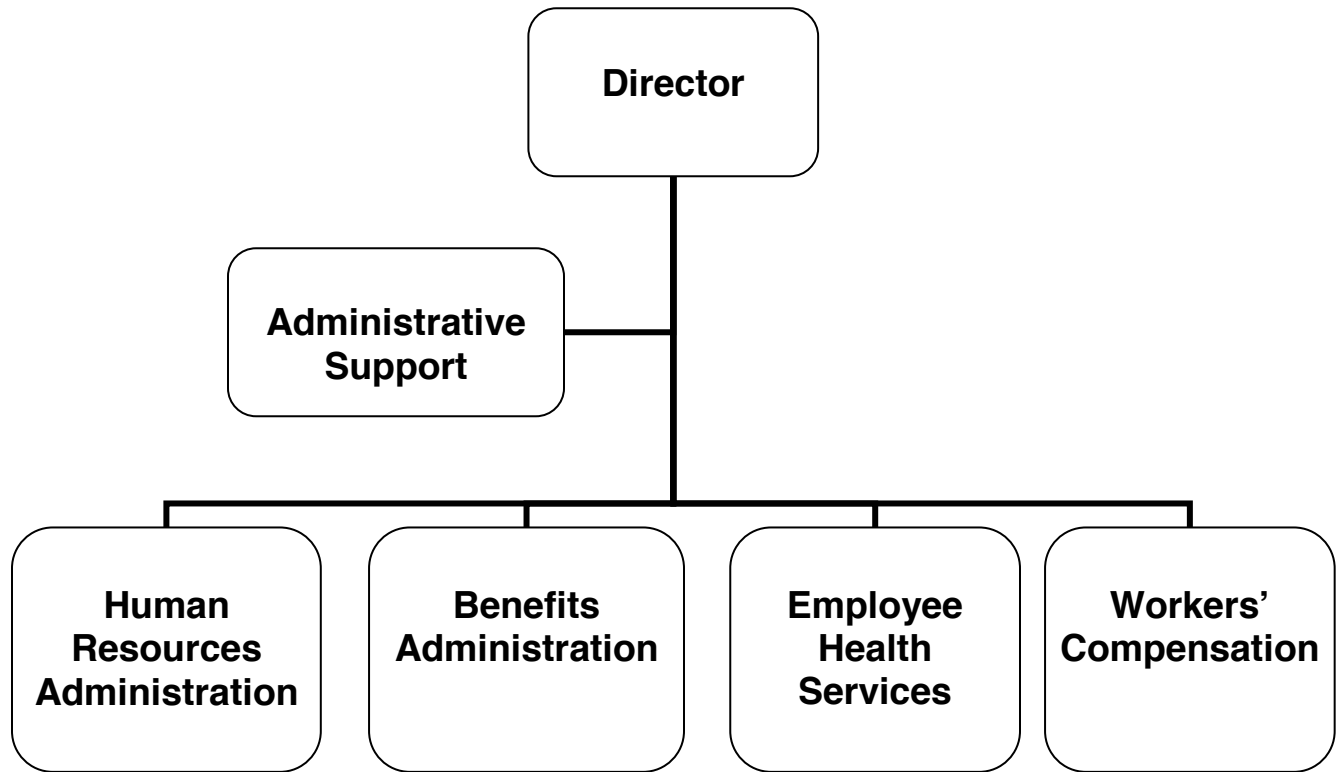 Director
Administrative
Support
Human
Resources
Administration
Benefits
Administration
Employee
Health
Services
Workers’
Compensation